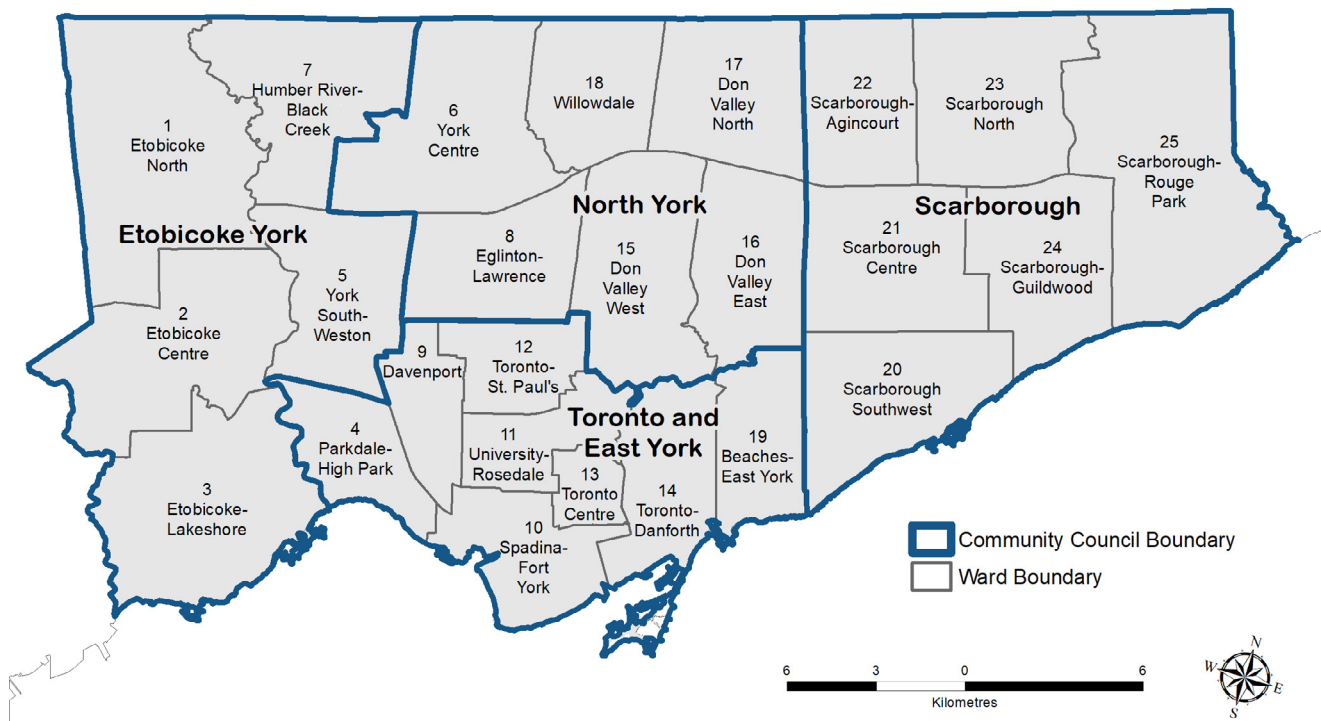 1
Etobicoke
North
7
Humber River-
Black
Creek
6
York
Centre
18
Willowdale
17
Don
Valley
North
22
Scarborough-
Agincourt
23
Scarborough
North
25
Scarborough-
Rouge
Park
Etobicoke York
North York
Scarborough
2
Etobicoke
Centre
5
York
South-
Weston
8
Eglinton-
Lawrence
15
Don
Valley
West
16
Don
Valley
East
21
Scarborough
Centre
24
Scarborough-
Guildwood
9
Davenport
12
Toronto-
St. Paul's
20
Scarborough
Southwest
Toronto and
East York
3
Etobicoke-
Lakeshore
4
Parkdale-
High Park
11
University-
Rosedale
13
Toronto
Centre
14
Toronto-
Danforth
19
Beaches-
East York
10
Spadina-
Fort
York
Community Council Boundary
Ward Boundary
6 3 0 6
Kilometres
N
W
E
S